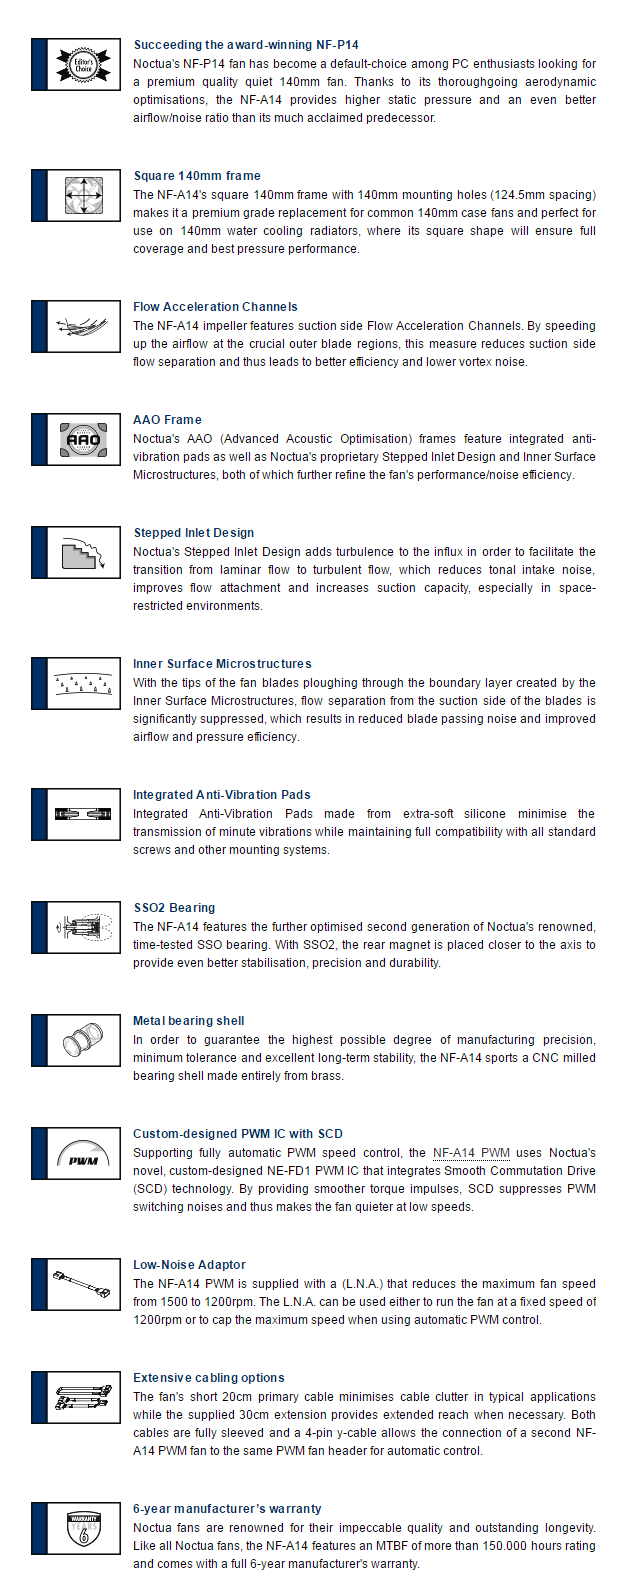 Editor's
Choice
Succeeding the award-winning NF-P14
Noctua's NF-P14 fan has become a default-choice among PC enthusiasts looking for
a premium quality quiet 140mm fan. Thanks to its thoroughgoing aerodynamic
optimisations, the NF-A14 provides higher static pressure and an even better
airflow/noise ratio than its much acclaimed predecessor.
Square 140mm frame
The NF-A14's square 140mm frame with 140mm mounting holes (124.5mm spacing)
makes it a premium grade replacement for common 140mm case fans and perfect for
use on 140mm water cooling radiators, where its square shape will ensure full
coverage and best pressure performance.
Flow Acceleration Channels
The NF-A14 impeller features suction side Flow Acceleration Channels. By speeding
up the airflow at the crucial outer blade regions, this measure reduces suction side
flow separation and thus leads to better efficiency and lower vortex noise.
AAO
AAO Frame
Noctua's AAO (Advanced Acoustic Optimisation) frames feature integrated anti-
vibration pads as well as Noctua's proprietary Stepped Inlet Design and Inner Surface
Microstructures, both of which further refine the fan's performance/noise efficiency.
Stepped Inlet Design
Noctua's Stepped Inlet Design adds turbulence to the influx in order to facilitate the
transition from laminar flow to turbulent flow, which reduces tonal intake noise,
improves flow attachment and increases suction capacity, especially in space-
restricted environments.
Inner Surface Microstructures
With the tips of the fan blades ploughing through the boundary layer created by the
Inner Surface Microstructures, flow separation from the suction side of the blades is
significantly suppressed, which results in reduced blade passing noise and improved
airflow and pressure efficiency.
Integrated Anti-Vibration Pads
Integrated Anti-Vibration Pads made from extra-soft silicone minimise the
transmission of minute vibrations while maintaining full compatibility with all standard
screws and other mounting systems.
SSO2 Bearing
The NF-A14 features the further optimised second generation of Noctua's renowned,
time-tested SSO bearing. With SSO2, the rear magnet is placed closer to the axis to
provide even better stabilisation, precision and durability.
Metal bearing shell
In order to guarantee the highest possible degree of manufacturing precision,
minimum tolerance and excellent long-term stability, the NF-A14 sports a CNC milled
bearing shell made entirely from brass.
PWM
Custom-designed PWM IC with SCD
Supporting fully automatic PWM speed control, the NF-A14 PWM uses Noctua's
novel, custom-designed NE-FD1 PWM IC that integrates Smooth Commutation Drive
(SCD) technology. By providing smoother torque impulses, SCD suppresses PWM
switching noises and thus makes the fan quieter at low speeds.
Low-Noise Adaptor
The NF-A14 PWM is supplied with a (L.N.A.) that reduces the maximum fan speed
from 1500 to 1200rpm. The L.N.A. can be used either to run the fan at a fixed speed of
1200rpm or to cap the maximum speed when using automatic PWM control.
Extensive cabling options
The fan's short 20cm primary cable minimises cable clutter in typical applications
while the supplied 30cm extension provides extended reach when necessary. Both
cables are fully sleeved and a 4-pin y-cable allows the connection of a second NF-
A14 PWM fan to the same PWM fan header for automatic control.
WARRANTY
YEARS
6
6-year manufacturer's warranty
Noctua fans are renowned for their impeccable quality and outstanding longevity.
Like all Noctua fans, the NF-A14 features an MTBF of more than 150.000 hours rating
and comes with a full 6-year manufacturer's warranty.